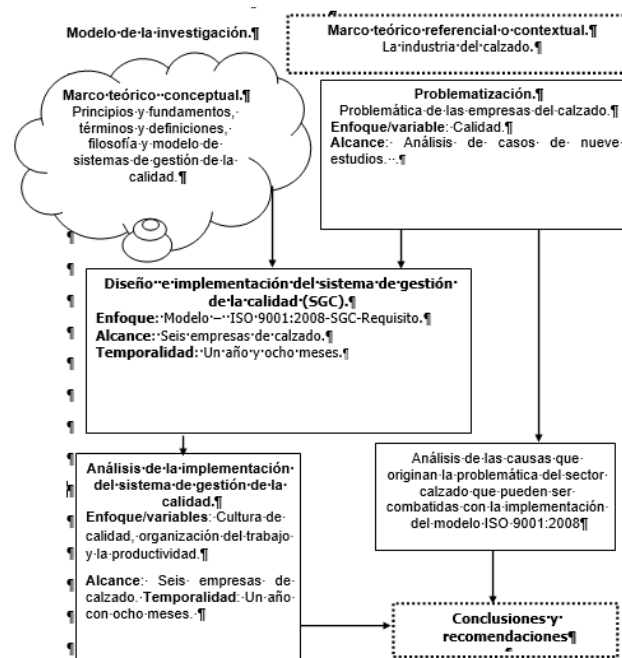 Modelo de la investigación.¶
Marco teórico referencial o contextual.¶
La industria del calzado.¶
Marco teórico conceptual.¶
Principios y fundamentos,
términos y definiciones,
filosofía y modelo de
sistemas de gestión de la
calidad.¶
Problematización.¶
Problemática de las empresas del calzado.¶
Enfoque/variable: Calidad.¶
Alcance: Análisis de casos de nueve
estudios. .¶
Diseño e implementación del sistema de gestión
de la calidad (SGC).¶
Enfoque: Modelo – ISO 9001:2008-SGC-Requisito.¶
Alcance: Seis empresas de calzado.¶
Temporalidad: Un año y ocho meses.¶
Análisis de la implementación
del sistema de gestión de la
calidad.¶
Enfoque/variables: Cultura de
calidad, organización del trabajo
y la productividad.¶
Alcance: Seis empresas de
calzado. Temporalidad: Un año
con ocho meses. ¶
Análisis de las causas que
originan la problemática del sector
calzado que pueden ser
combatidas con la implementación
del modelo ISO 9001:2008¶
Conclusiones y
recomendaciones¶